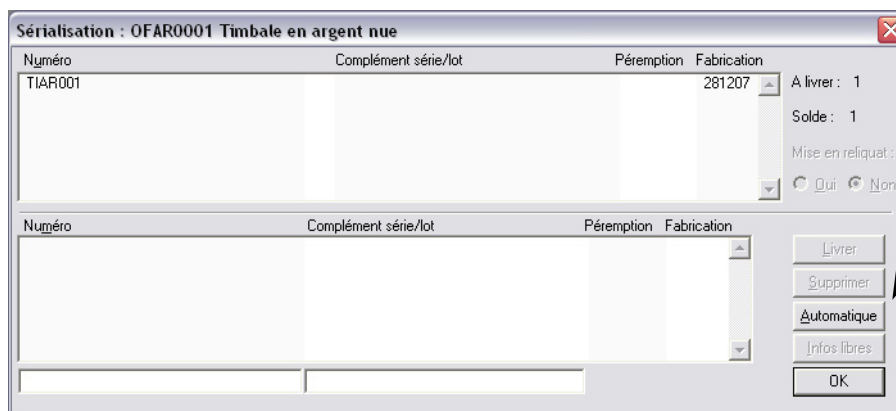 Sérialisation : OFAR0001 Timbale en argent nue
Numéro Complément série/lot Péremption Fabrication
TIAR001 281207
A livrer : 1
Solde : 1
Mise en reliquat :
Oui Non
Numéro Complément série/lot Péremption Fabrication
Livrer
Supprimer
Automatique
Infos libres
OK